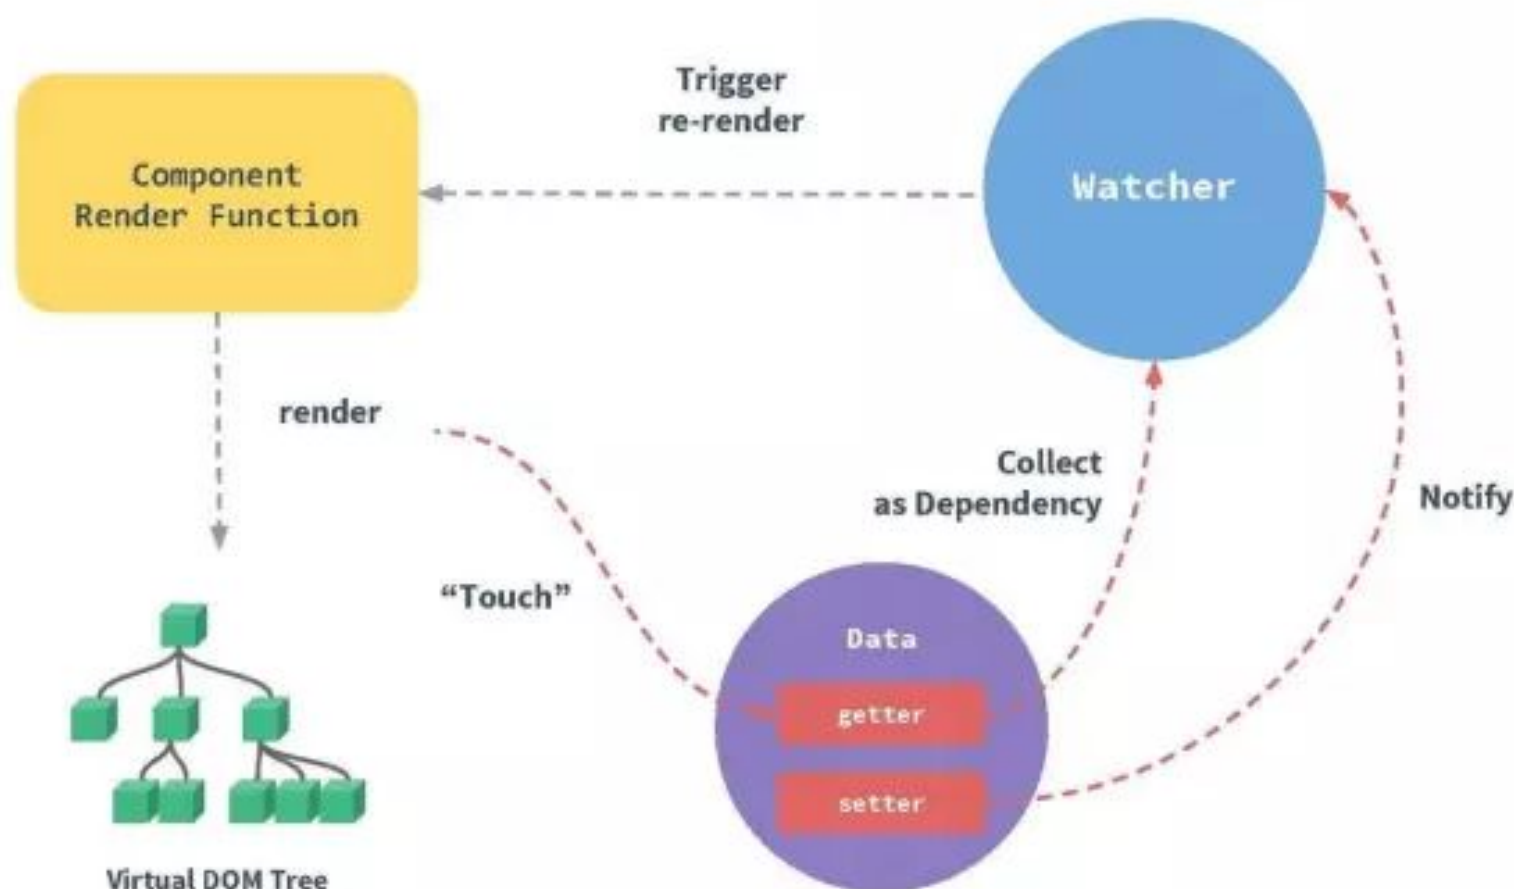 Trigger
re-render
Component
Render Function
Watcher
render
Collect
as Dependency
Notify
“Touch”
Data
getter
setter
Virtual DOM Tree